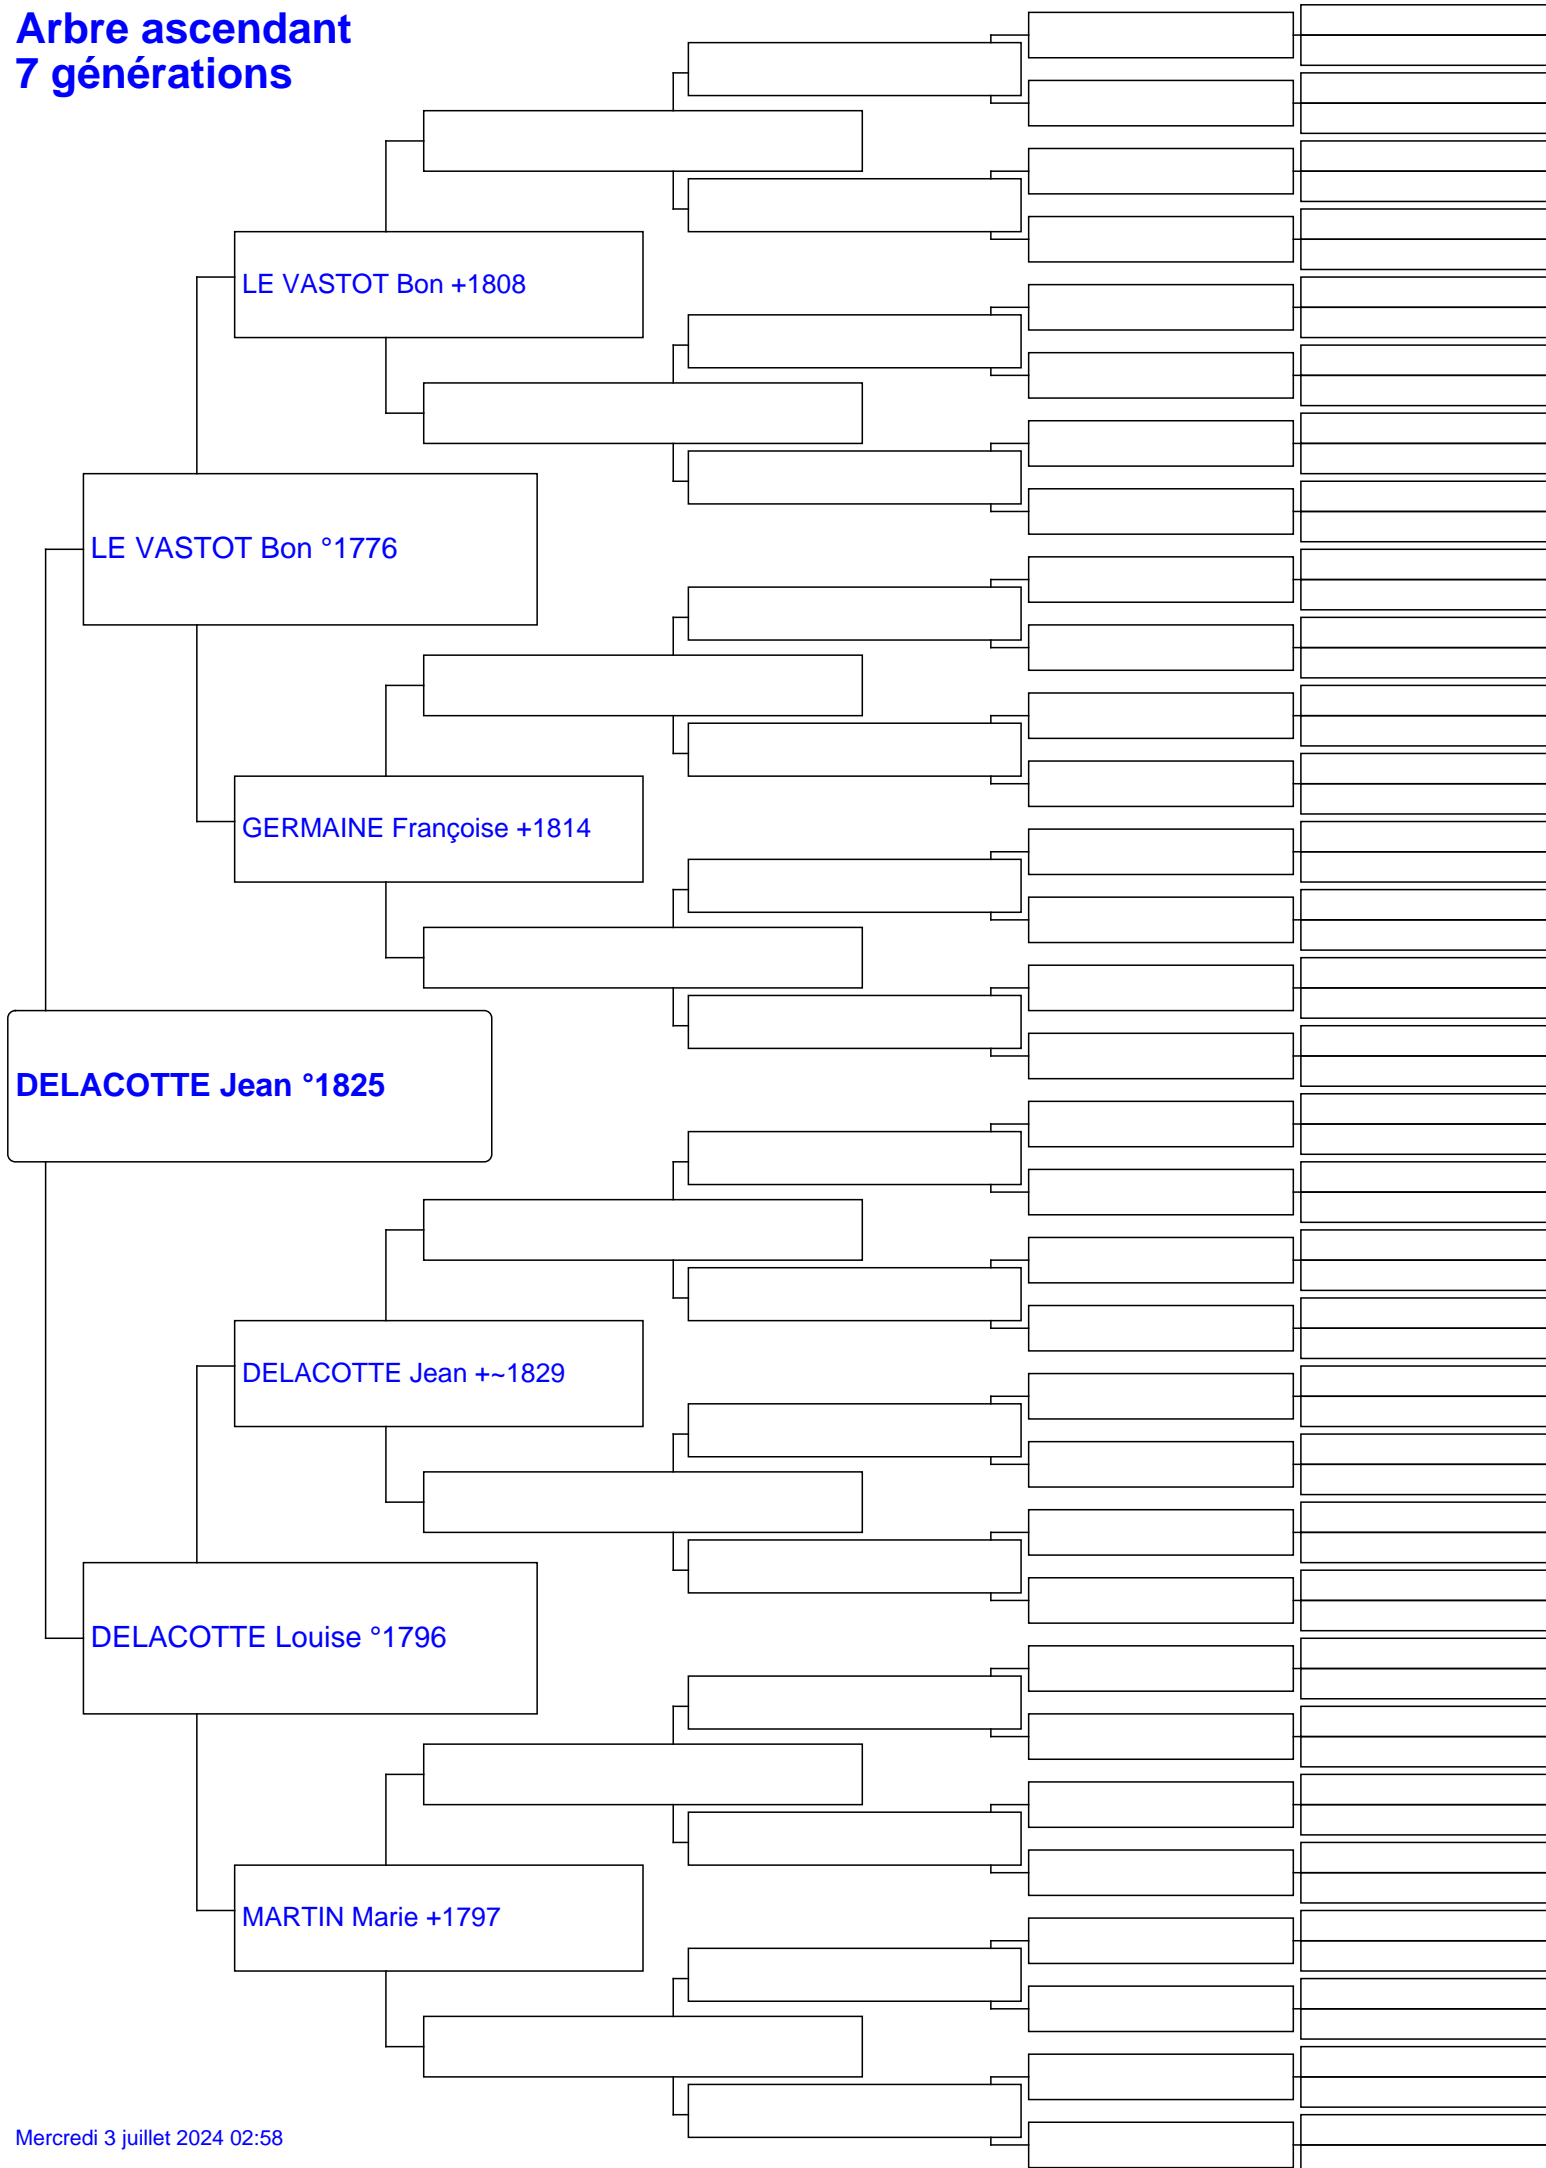 Arbre ascendant
7 générations
LE VASTOT Bon +1808
LE VASTOT Bon °1776
GERMAINE Françoise +1814
DELACOTTE Jean °1825
DELACOTTE Jean +~1829
DELACOTTE Louise °1796
MARTIN Marie +1797
Mercredi 3 juillet 2024 02:58